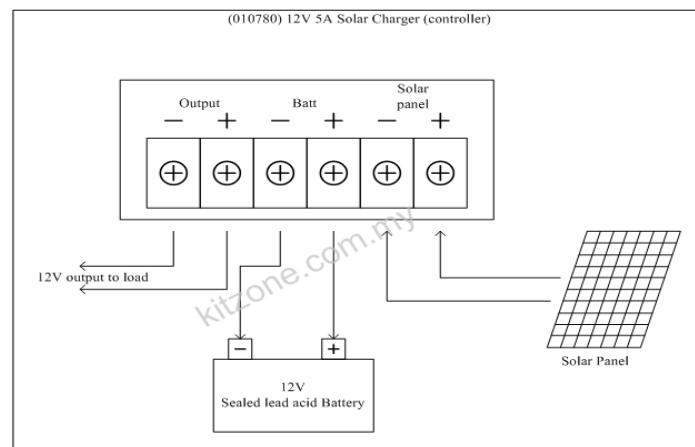 (010780) 12V 5A Solar Charger (controller)
Output
Batt
Solar
panel
− + − + − +
12V output to load
kitzone.com.my
− +
12V
Sealed lead acid Battery
Solar Panel